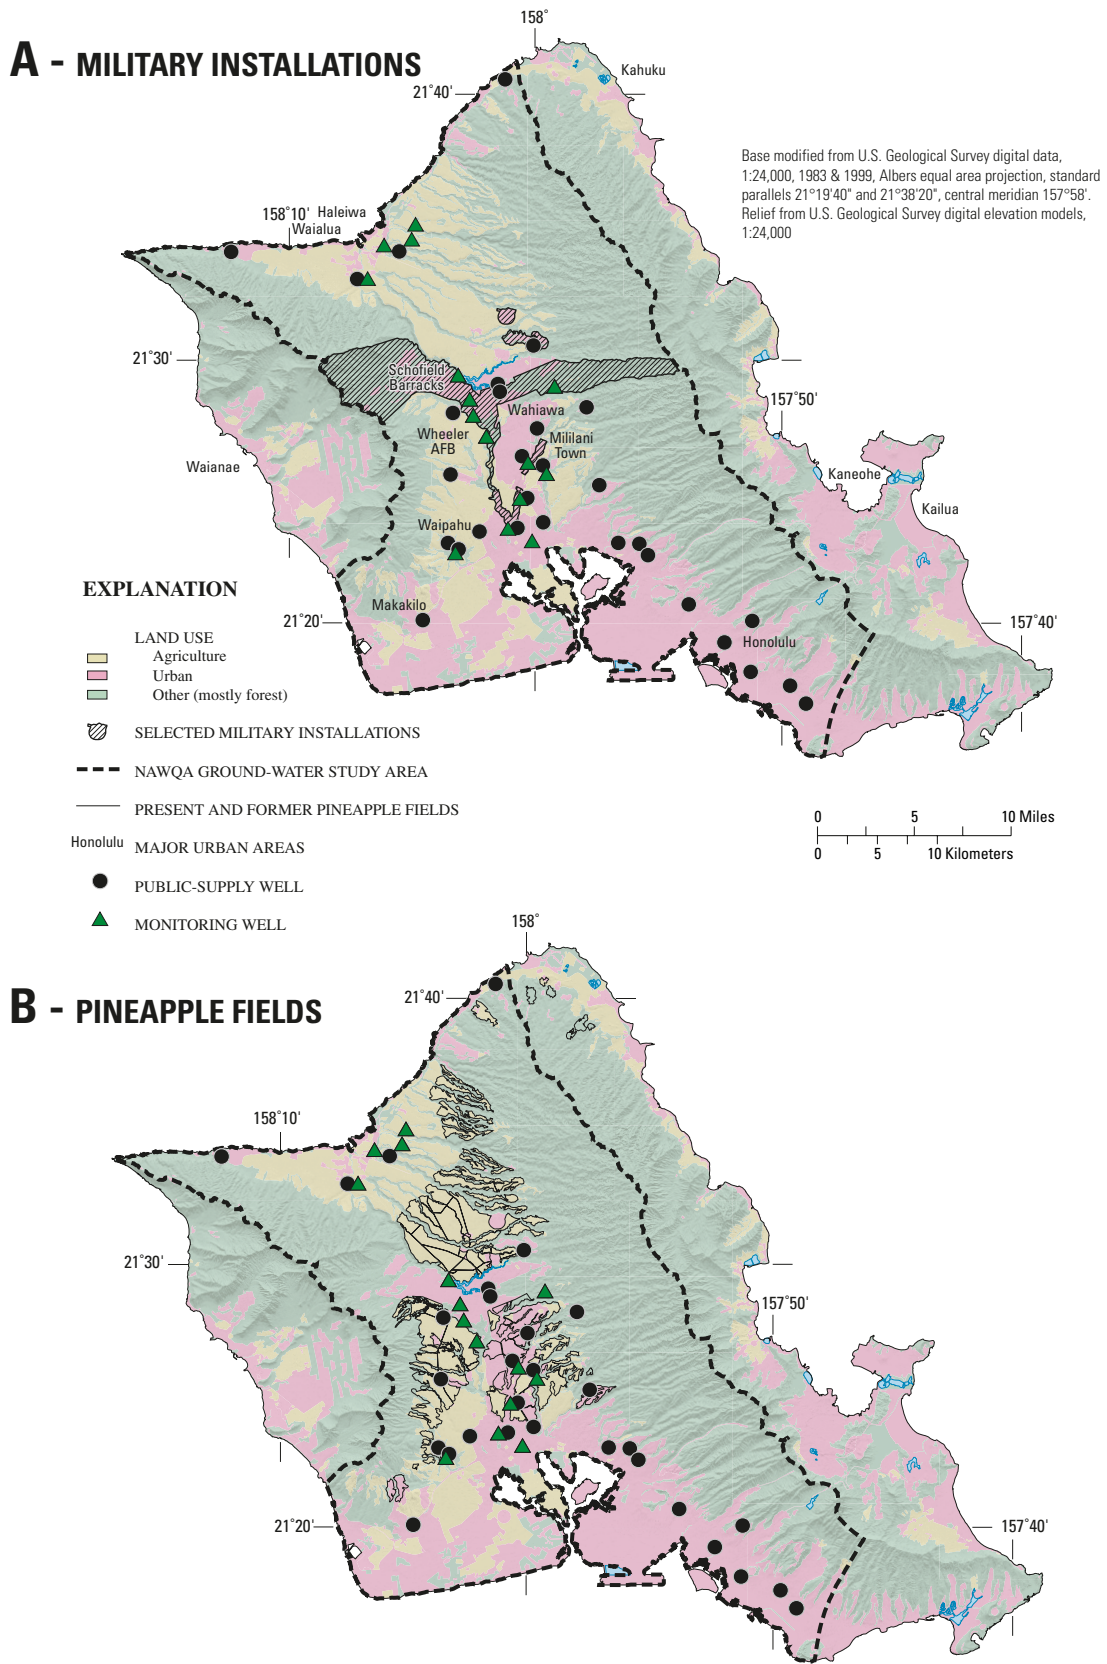 A - MILITARY INSTALLATIONS
158°
Kahuku
21°40'
Base modified from U.S. Geological Survey digital data,
1:24,000, 1983 & 1999, Albers equal area projection, standard
parallels 21°19'40" and 21°38'20", central meridian 157°58'.
Relief from U.S. Geological Survey digital elevation models,
1:24,000
158°10'
Haleiwa
Waialua
21°30'
Schofield
Barracks
157°50'
Wahiawa
Wheeler
AFB
Mililani
Town
Waianae
Kaneohe
Kailua
Waipahu
EXPLANATION
Makakilo
21°20'
157°40'
Honolulu
LAND USE
Agriculture
Urban
Other (mostly forest)
SELECTED MILITARY INSTALLATIONS
NAWQA GROUND-WATER STUDY AREA
PRESENT AND FORMER PINEAPPLE FIELDS
Honolulu MAJOR URBAN AREAS
PUBLIC-SUPPLY WELL
MONITORING WELL
0 5 10 Miles
0 5 10 Kilometers
158°
B - PINEAPPLE FIELDS
21°40'
158°10'
21°30'
157°50'
21°20'
157°40'